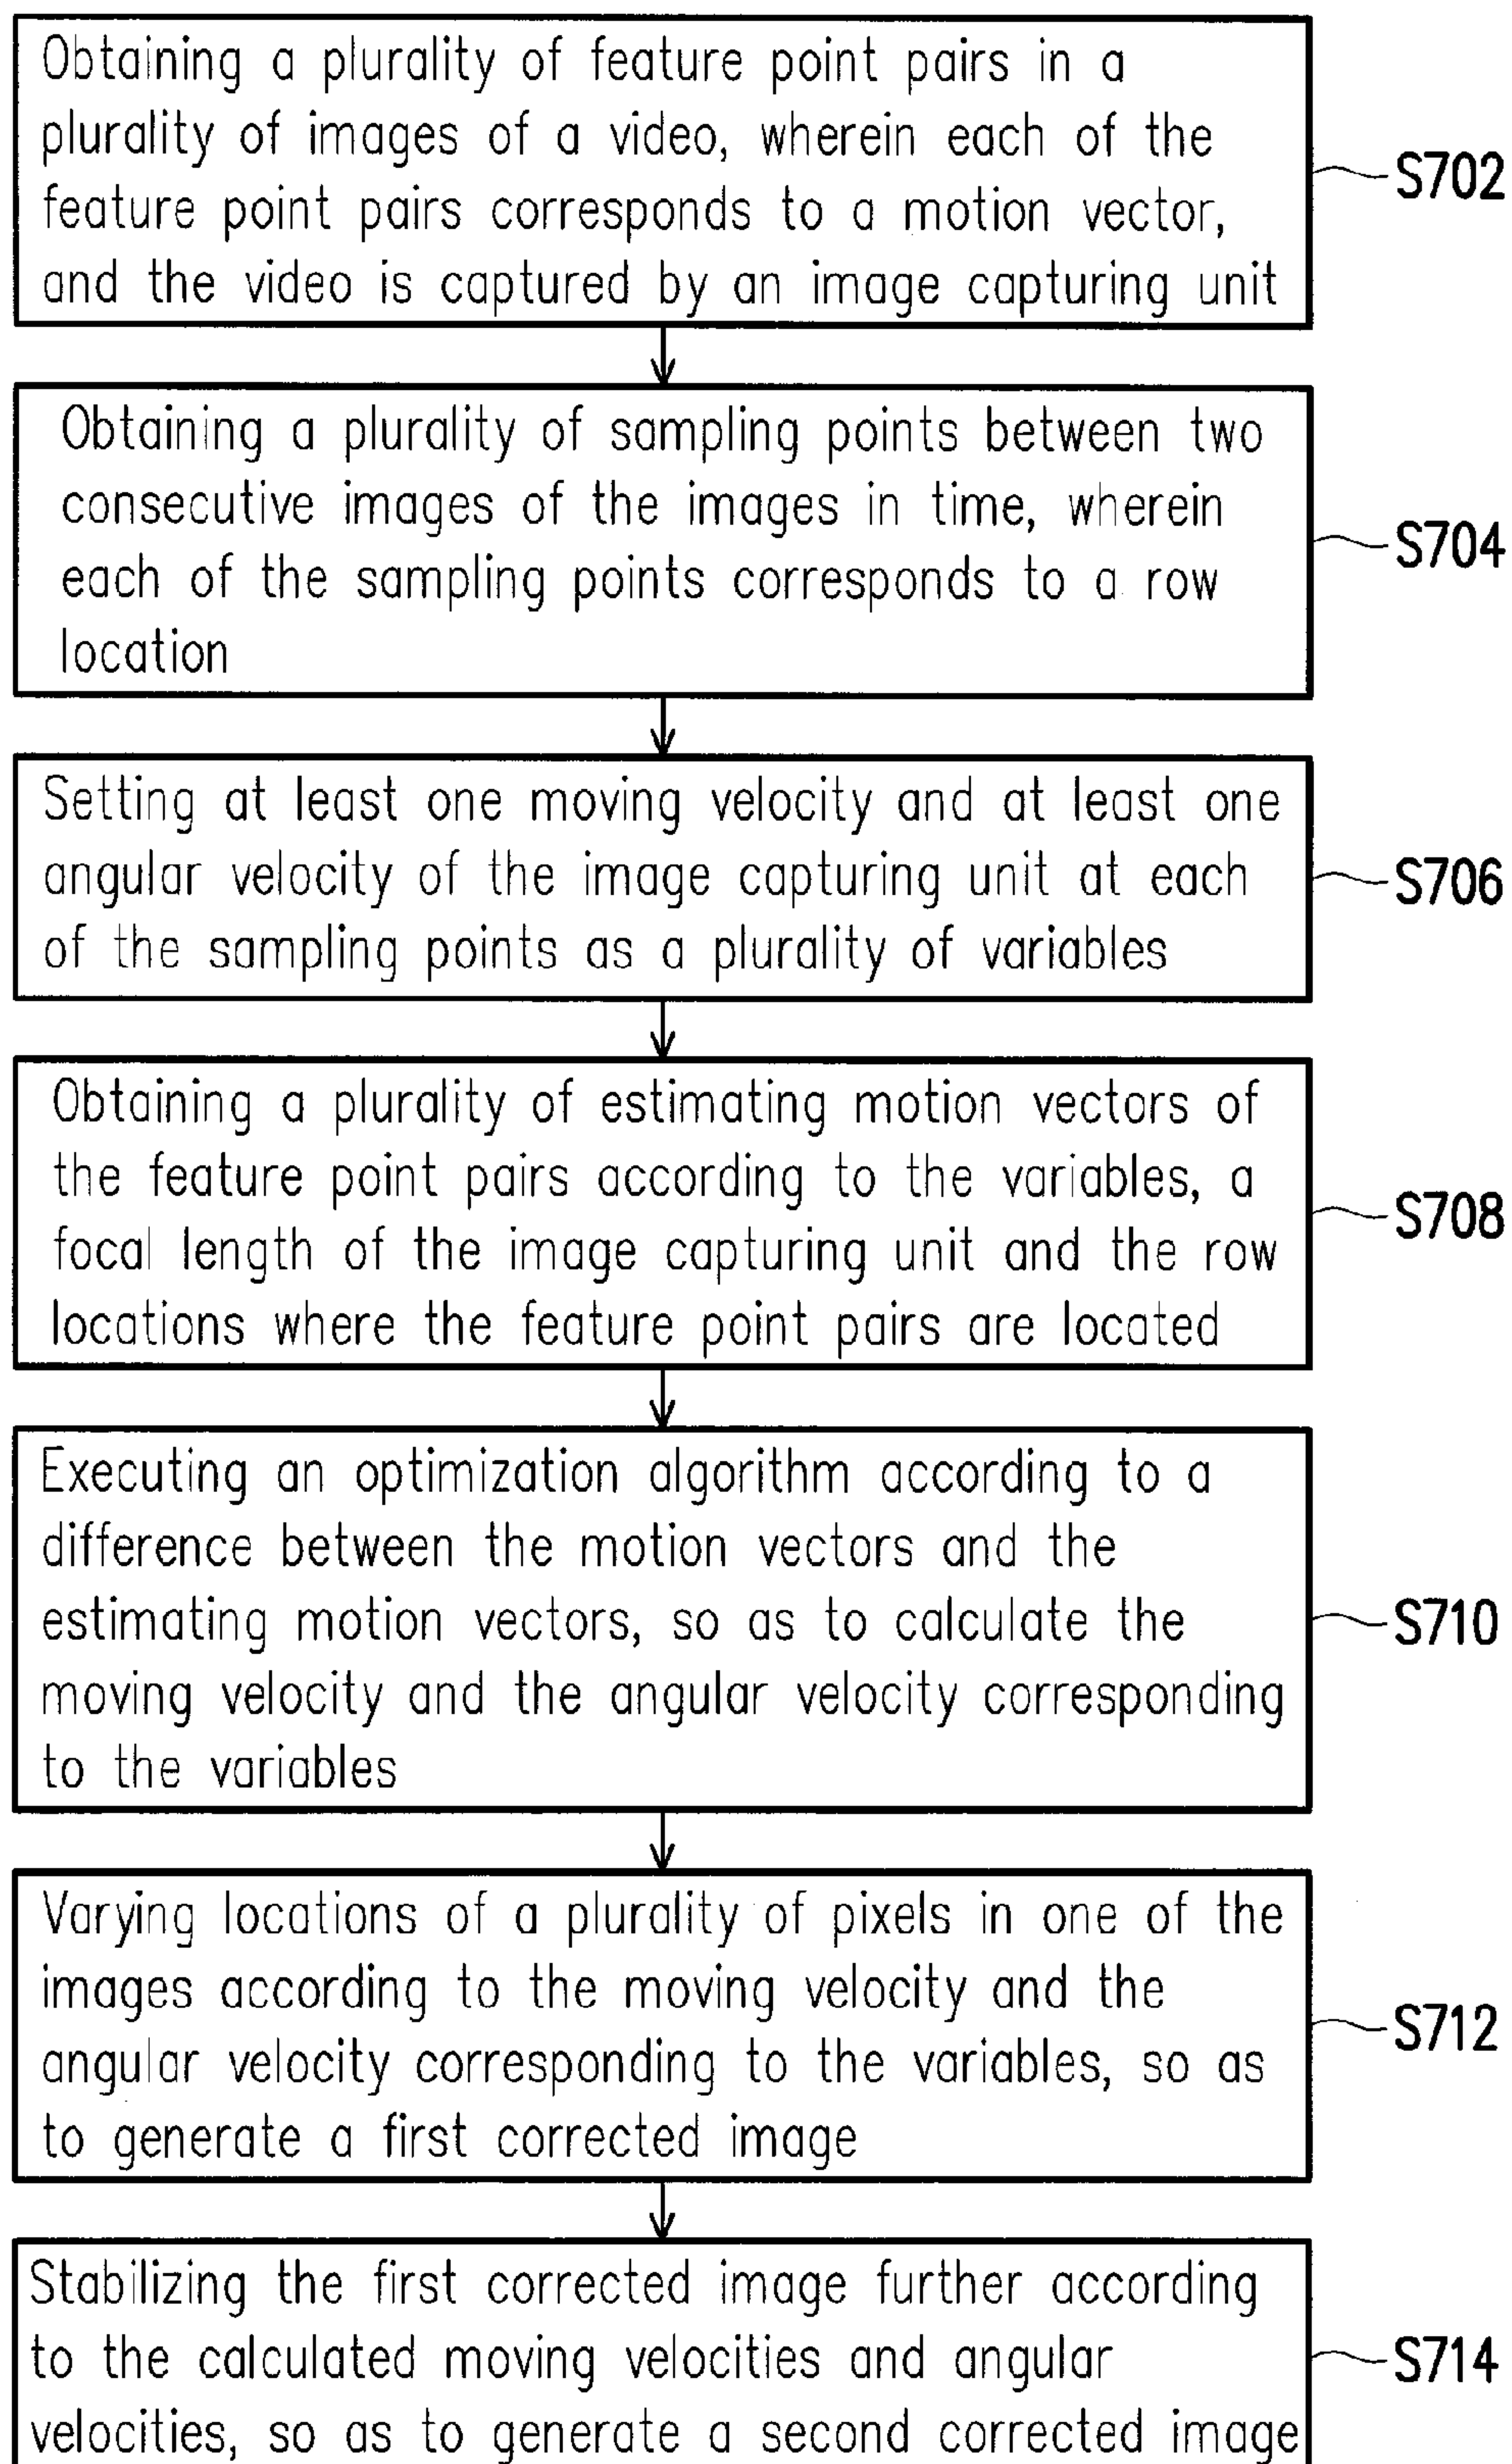 Obtaining a plurality of feature point pairs in a
plurality of images of a video, wherein each of the
feature point pairs corresponds to a motion vector,
and the video is captured by an image capturing unit
S702
Obtaining a plurality of sampling points between two
consecutive images of the images in time, wherein
each of the sampling points corresponds to a row
location
S704
Setting at least one moving velocity and at least one
angular velocity of the image capturing unit at each
of the sampling points as a plurality of variables
S706
Obtaining a plurality of estimating motion vectors of
the feature point pairs according to the variables, a
focal length of the image capturing unit and the row
locations where the feature point pairs are located
S708
Executing an optimization algorithm according to a
difference between the motion vectors and the
estimating motion vectors, so as to calculate the
moving velocity and the angular velocity corresponding
to the variables
S710
Varying locations of a plurality of pixels in one of the
images according to the moving velocity and the
angular velocity corresponding to the variables, so as
to generate a first corrected image
S712
Stabilizing the first corrected image further according
to the calculated moving velocities and angular
velocities, so as to generate a second corrected image
S714